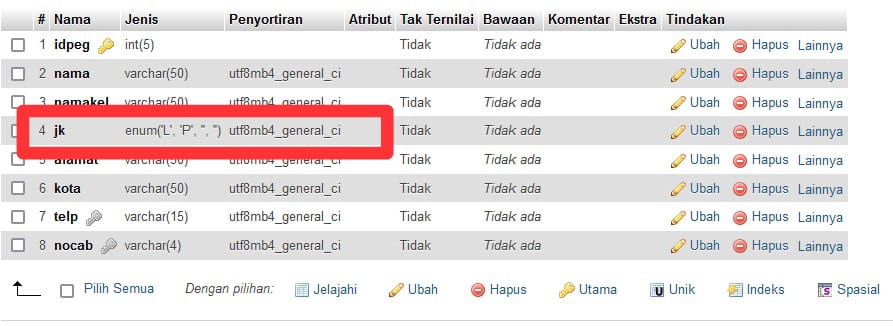 # Nama Jenis Penyortiran Atribut Tak Ternilai Bawaan Komentar Ekstra Tindakan
1 idpeg int(5) Tidak Tidak ada Ubah Hapus Lainnya
2 nama varchar(50) utf8mb4_general_ci Tidak Tidak ada Ubah Hapus Lainnya
3 namakel varchar(50) utf8mb4_general_ci Tidak Tidak ada Ubah Hapus Lainnya
4 jk enum('L', 'P', '', '') utf8mb4_general_ci Tidak Tidak ada Ubah Hapus Lainnya
5 alamat varchar(50) utf8mb4_general_ci Tidak Tidak ada Ubah Hapus Lainnya
6 kota varchar(50) utf8mb4_general_ci Tidak Tidak ada Ubah Hapus Lainnya
7 telp varchar(15) utf8mb4_general_ci Tidak Tidak ada Ubah Hapus Lainnya
8 nocab varchar(4) utf8mb4_general_ci Tidak Tidak ada Ubah Hapus Lainnya
Pilih Semua Dengan pilihan: Jelajahi Ubah Hapus Utama Unik Indeks Spasial